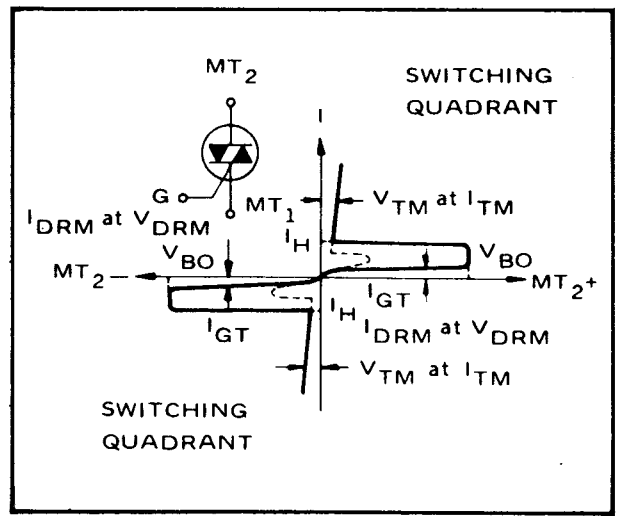 MT2
SWITCHING
QUADRANT
I
G
MT1
VTM at ITM
IDRM at VDRM
IH
VBO
VBO
MT2-
MT2+
IGT
IH
IGT
IDRM at VDRM
VTM at ITM
SWITCHING
QUADRANT